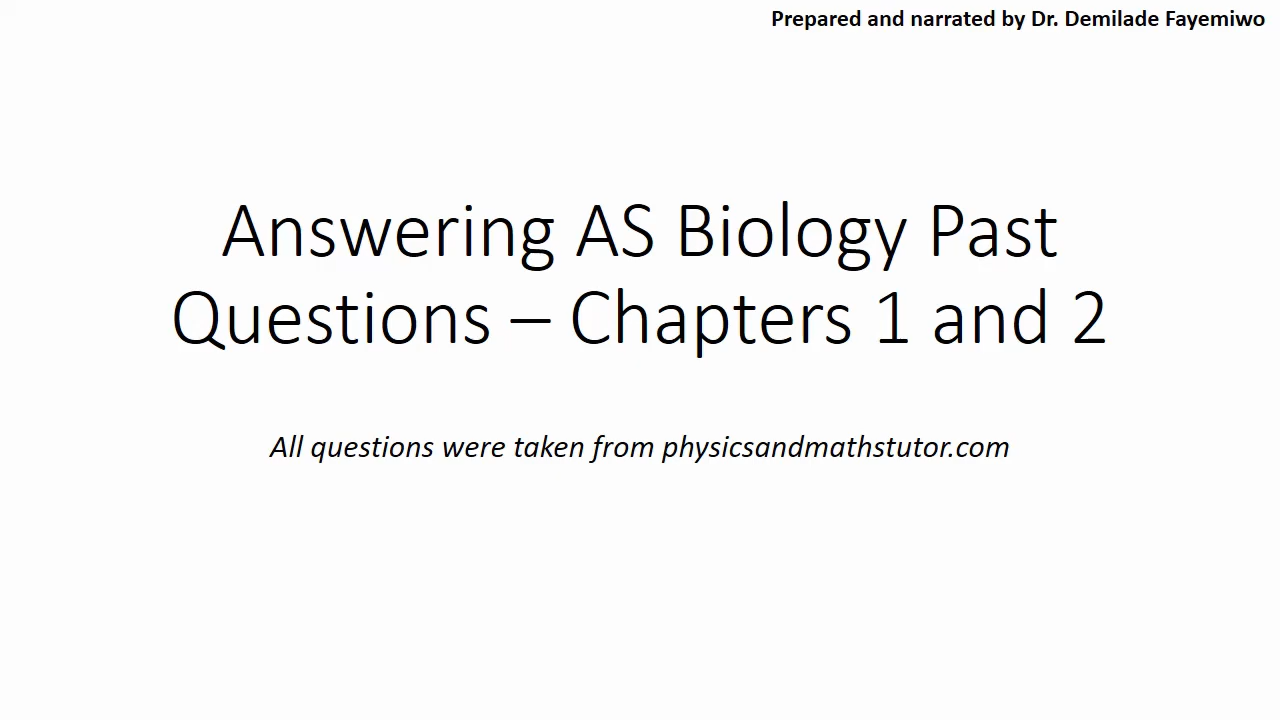 Prepared and narrated by Dr. Demilade Fayemiwo
Answering AS Biology Past
Questions – Chapters 1 and 2
All questions were taken from physicsandmathstutor.com